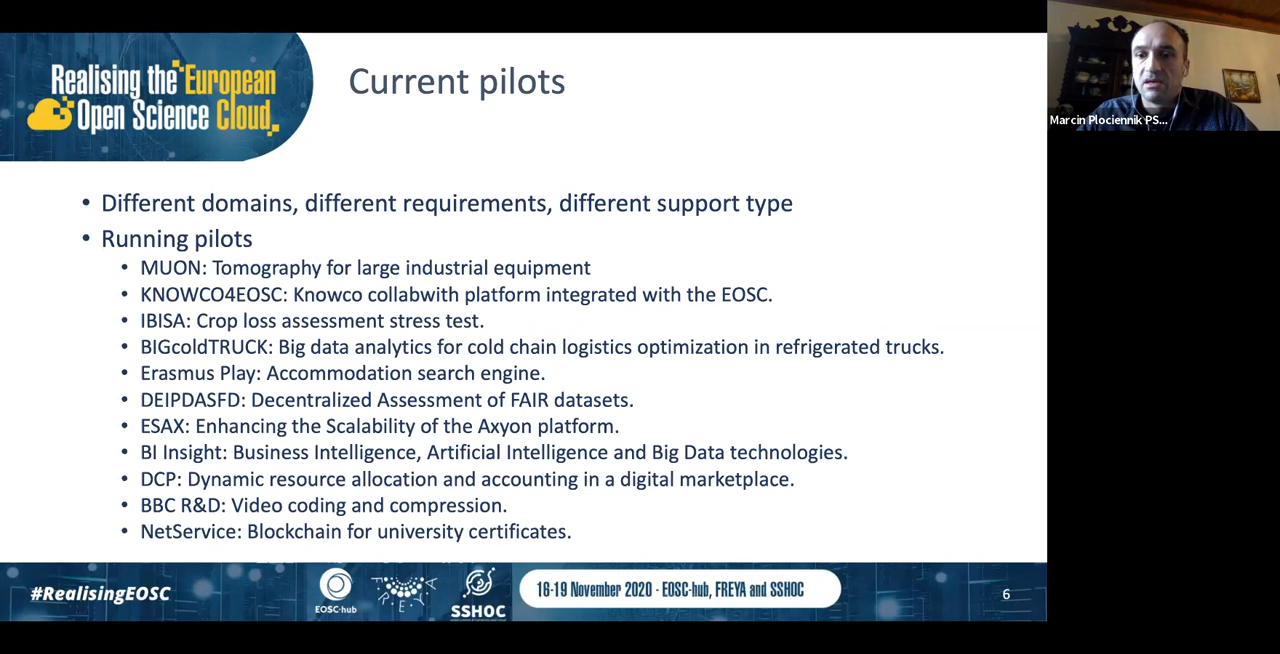 Realising the European
Open Science Cloud
Current pilots
Marcin Plociennik PS...
• Different domains, different requirements, different support type
• Running pilots
• MUON: Tomography for large industrial equipment
• KNOWCO4EOSC: Knowco collabwith platform integrated with the EOSC.
• IBISA: Crop loss assessment stress test.
• BIGcoldTRUCK: Big data analytics for cold chain logistics optimization in refrigerated trucks.
• Erasmus Play: Accommodation search engine.
• DEIPDASFD: Decentralized Assessment of FAIR datasets.
• ESAX: Enhancing the Scalability of the Axyon platform.
• BI Insight: Business Intelligence, Artificial Intelligence and Big Data technologies.
• DCP: Dynamic resource allocation and accounting in a digital marketplace.
• BBC R&D: Video coding and compression.
• NetService: Blockchain for university certificates.
#RealisingEOSC
EOSC-hub
FREYA
SSHOC
16-19 November 2020 - EOSC-hub, FREYA and SSHOC
6